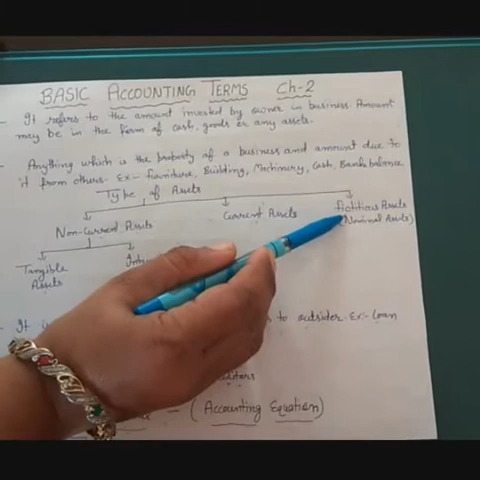 BASIC ACCOUNTING TERMS Ch-2
- It refers to the amount invested by owner in business. Amount
may be in the form of cash, goods or any assets.
- Anything which is the property of a business and amount due to
it from others. Ex- furniture, Building, Machinery, Cash, Bank balance
Type of Assets
Non-Current Assets
Current Assets
Fictitious Assets
(Nominal Assets)
Tangible
Assets
- It
to outsider. Ex:- Loan
(Accounting Equation)